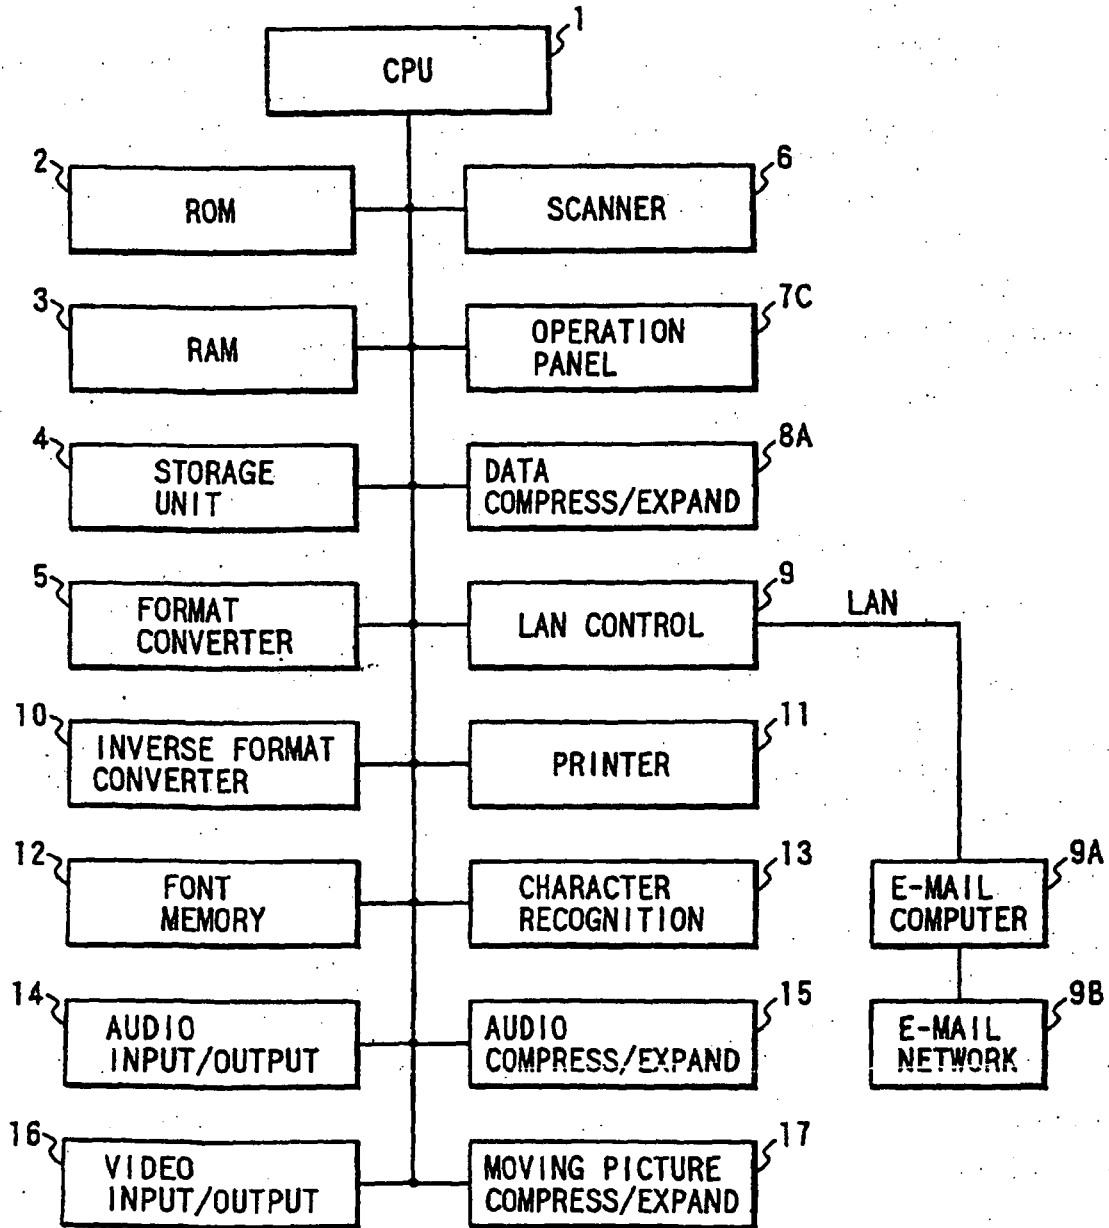 1
CPU
2
ROM
6
SCANNER
3
RAM
7C
OPERATION
PANEL
4
STORAGE
UNIT
8A
DATA
COMPRESS/EXPAND
5
FORMAT
CONVERTER
9
LAN CONTROL
LAN
10
INVERSE FORMAT
CONVERTER
11
PRINTER
12
FONT
MEMORY
13
CHARACTER
RECOGNITION
9A
E-MAIL
COMPUTER
14
AUDIO
INPUT/OUTPUT
15
AUDIO
COMPRESS/EXPAND
9B
E-MAIL
NETWORK
16
VIDEO
INPUT/OUTPUT
17
MOVING PICTURE
COMPRESS/EXPAND